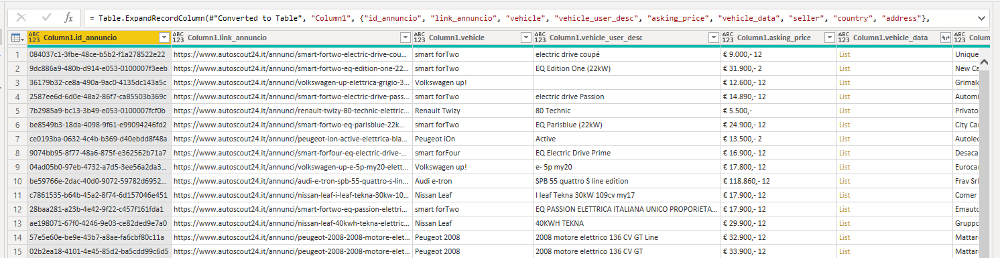 = Table.ExpandRecordColumn(#"Converted to Table", "Column1", {"id_annuncio", "link_annuncio", "vehicle", "vehicle_user_desc", "asking_price", "vehicle_data", "seller", "country", "address"},
ABC 123 Column1.id_annuncio ABC 123 Column1.link_annuncio ABC 123 Column1.vehicle ABC 123 Column1.vehicle_user_desc ABC 123 Column1.asking_price ABC 123 Column1.vehicle_data ABC 123 Colum
1 084037c1-3fbe-48ce-b5b2-f1a278522e22 https://www.autoscout24.it/annunci/smart-fortwo-electric-drive-cou... smart forTwo electric drive coupé € 9.000,- 12 List Unique
2 9dc886a9-480b-d914-e053-0100007f3eeb https://www.autoscout24.it/annunci/smart-fortwo-eq-edition-one-22... smart forTwo EQ Edition One (22kW) € 31.900,- 2 List New Ca
3 36179b32-ce8a-490a-9ac0-4135dc143a5c https://www.autoscout24.it/annunci/volkswagen-up-elettrica-grigio-3... Volkswagen up! € 12.600,- 12 List Grimald
4 2587ee6d-6d0e-48a2-86f7-ca85503b369c https://www.autoscout24.it/annunci/smart-fortwo-electric-drive-pass... smart forTwo electric drive Passion € 14.890,- 12 List Automi
5 7b2985a9-bc13-3b49-e053-0100007fcf0b https://www.autoscout24.it/annunci/renault-twizy-80-technic-elettric... Renault Twizy 80 Technic € 5.500,- List Privato
6 be8549b3-18da-4098-9f61-e99094246fd2 https://www.autoscout24.it/annunci/smart-fortwo-eq-parisblue-22k... smart forTwo EQ Parisblue (22kW) € 24.900,- 12 List City Car
7 ce0193ba-0632-4c4b-b369-d40ebdd8f48a https://www.autoscout24.it/annunci/peugeot-ion-active-elettrica-bia... Peugeot iOn Active € 13.500,- 2 List Autoleo
8 9074bb95-8f77-48a6-875f-e362562b71a7 https://www.autoscout24.it/annunci/smart-forfour-eq-electric-drive-... smart forFour EQ Electric Drive Prime € 16.900,- 12 List Desaca
9 04ad05b0-97eb-4732-a7d5-3ee56a2da3... https://www.autoscout24.it/annunci/volkswagen-up-e-5p-my20-elett... Volkswagen up! e- 5p my20 € 17.800,- 12 List Eurocar
10 be59766e-2dac-40d0-9072-59782d6952... https://www.autoscout24.it/annunci/audi-e-tron-spb-55-quattro-s-lin... Audi e-tron SPB 55 quattro S line edition € 118.860,- 12 List Frav Srl
11 c7861535-b64b-45a2-8f74-6d157046e451 https://www.autoscout24.it/annunci/nissan-leaf-i-leaf-tekna-30kw-10... Nissan Leaf I leaf Tekna 30kW 109cv my17 € 17.900,- 12 List Comer
12 28baa281-a23b-4e42-9f22-c457f161fda1 https://www.autoscout24.it/annunci/smart-fortwo-eq-passion-elettri... smart forTwo EQ PASSION ELETTRICA ITALIANA UNICO PROPORIETA... € 17.900,- 12 List Emauto
13 ae198071-67f0-4246-9e03-ce82ded9e7a0 https://www.autoscout24.it/annunci/nissan-leaf-40kwh-tekna-elettric... Nissan Leaf 40KWH TEKNA € 29.900,- 12 List Gruppo
14 57e5e60e-be9e-43b7-a8ae-fa6cbf80c11a https://www.autoscout24.it/annunci/peugeot-2008-2008-motore-elet... Peugeot 2008 2008 motore elettrico 136 CV GT Line € 32.900,- 12 List Mattar
15 02b2ea18-4101-4e45-85d2-ba5cdd99c6d5 https://www.autoscout24.it/annunci/peugeot-2008-2008-motore-elet... Peugeot 2008 2008 motore elettrico 136 CV GT € 33.900,- 12 List Mattar